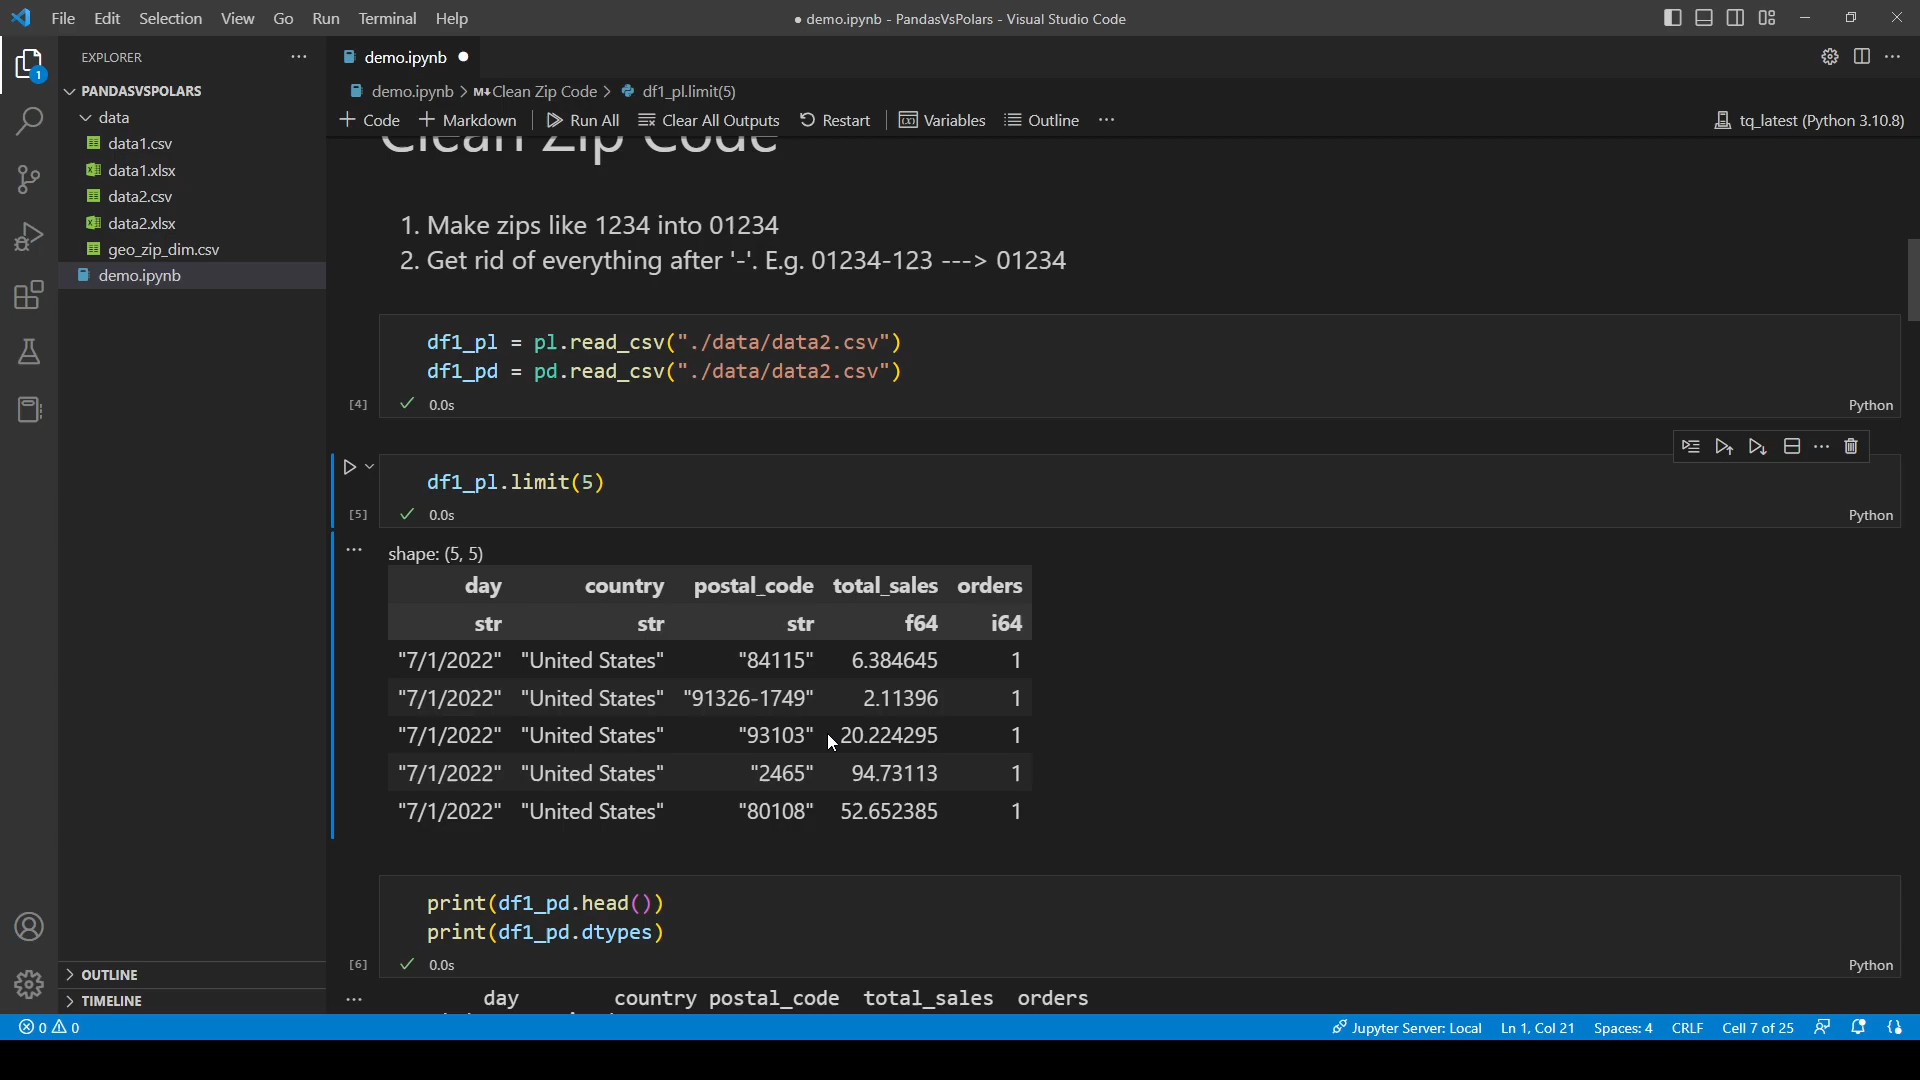 File Edit Selection View Go Run Terminal Help
● demo.ipynb - PandasVsPolars - Visual Studio Code
EXPLORER
demo.ipynb ●
1
PANDASVSPOLARS
data
data1.csv
data1.xlsx
data2.csv
data2.xlsx
geo_zip_dim.csv
demo.ipynb
OUTLINE
TIMELINE
demo.ipynb > M↓Clean Zip Code > df1_pl.limit(5)
+ Code + Markdown Run All Clear All Outputs Restart Variables Outline ...
tq_latest (Python 3.10.8)
Clean Zip Code
1. Make zips like 1234 into 01234
2. Get rid of everything after '-'. E.g. 01234-123 ---> 01234
df1_pl = pl.read_csv("./data/data2.csv")
df1_pd = pd.read_csv("./data/data2.csv")
[4] 0.0s Python
df1_pl.limit(5)
[5] 0.0s Python
shape: (5, 5)
day country postal_code total_sales orders
str str str f64 i64
"7/1/2022" "United States" "84115" 6.384645 1
"7/1/2022" "United States" "91326-1749" 2.11396 1
"7/1/2022" "United States" "93103" 20.224295 1
"7/1/2022" "United States" "2465" 94.73113 1
"7/1/2022" "United States" "80108" 52.652385 1
print(df1_pd.head())
print(df1_pd.dtypes)
[6] 0.0s Python
day country postal_code total_sales orders
0 0 Jupyter Server: Local Ln 1, Col 21 Spaces: 4 CRLF Cell 7 of 25